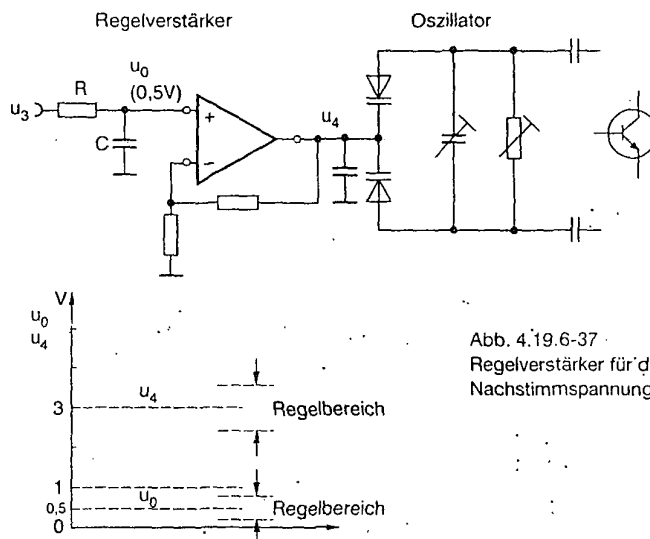 Regelverstärker
Oszillator
R
u0
(0,5V)
u3
C
+
−
u4
V
u0
u4
3
u4
Regelbereich
1
u0
0,5
Regelbereich
0
Abb. 4.19.6-37
Regelverstärker für d
Nachstimmspannung